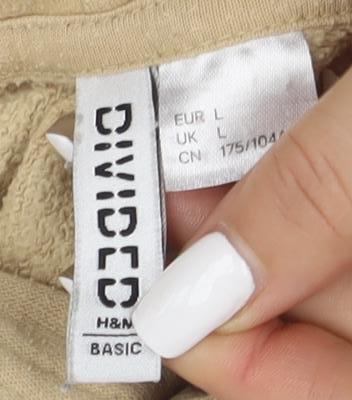 DIVIDED
H&M
BASIC
EUR L
UK L
CN 175/104